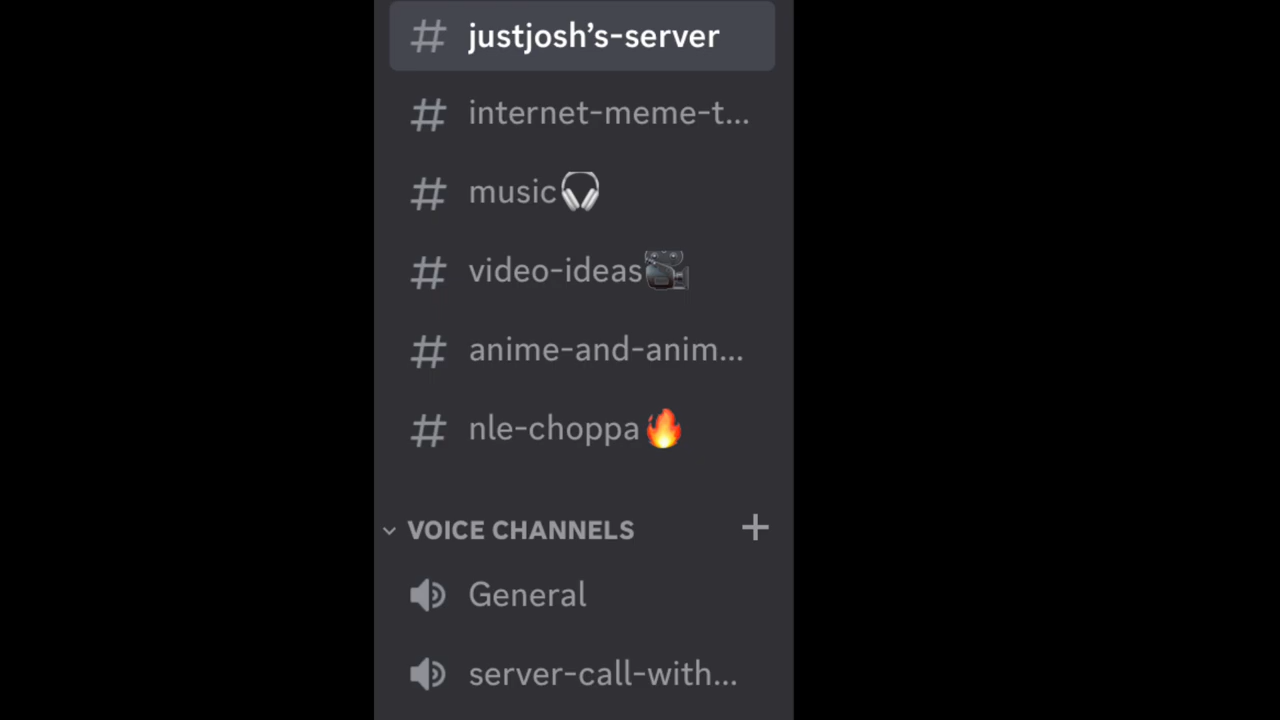 # justjosh’s-server
# internet-meme-t...
# music🎧
# video-ideas🎥
# anime-and-anim...
# nle-choppa🔥
VOICE CHANNELS +
General
server-call-with...